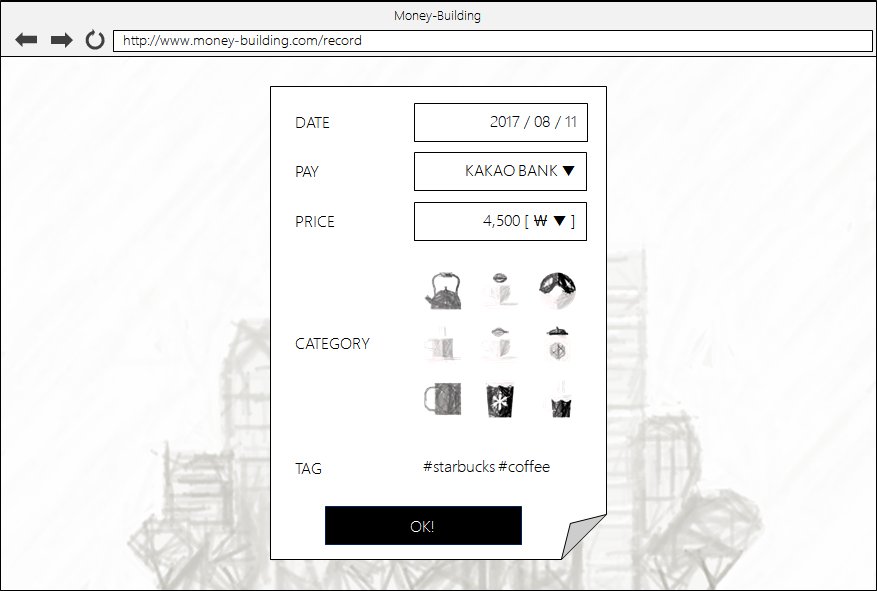 Money-Building
http://www.money-building.com/record
DATE 2017 / 08 / 11
PAY KAKAO BANK ▼
PRICE 4,500 [ ₩ ▼ ]
CATEGORY
TAG #starbucks #coffee
OK!